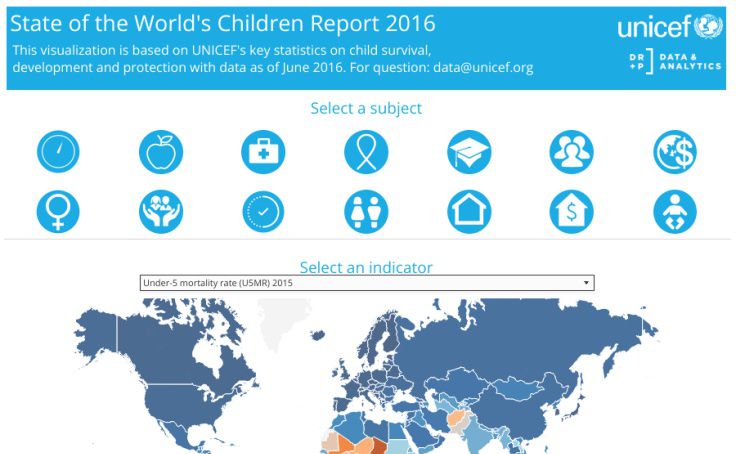 State of the World's Children Report 2016
This visualization is based on UNICEF's key statistics on child survival,
development and protection with data as of June 2016. For question: data@unicef.org
unicef
DR
+P
DATA &
ANALYTICS
Select a subject
$
$
Select an indicator
Under-5 mortality rate (U5MR) 2015